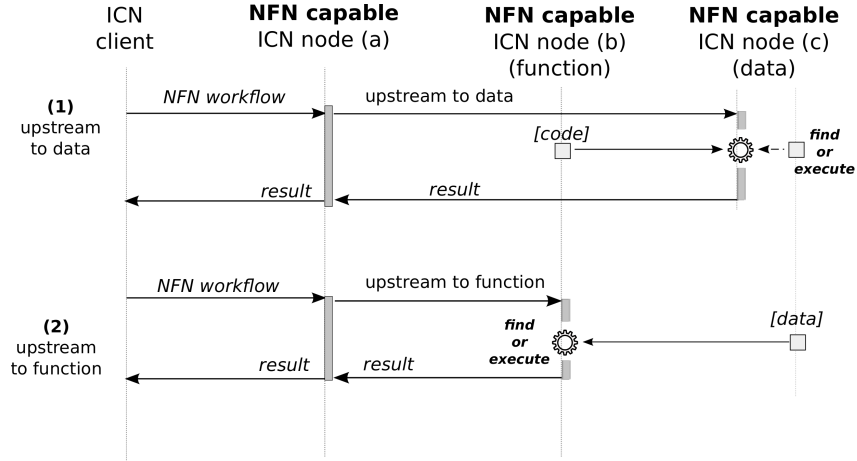 ICN
client
NFN capable
ICN node (a)
NFN capable
ICN node (b)
(function)
NFN capable
ICN node (c)
(data)
(1)
upstream
to data
NFN workflow
upstream to data
[code]
find
or
execute
result
result
(2)
upstream
to function
NFN workflow
upstream to function
find
or
execute
[data]
result
result